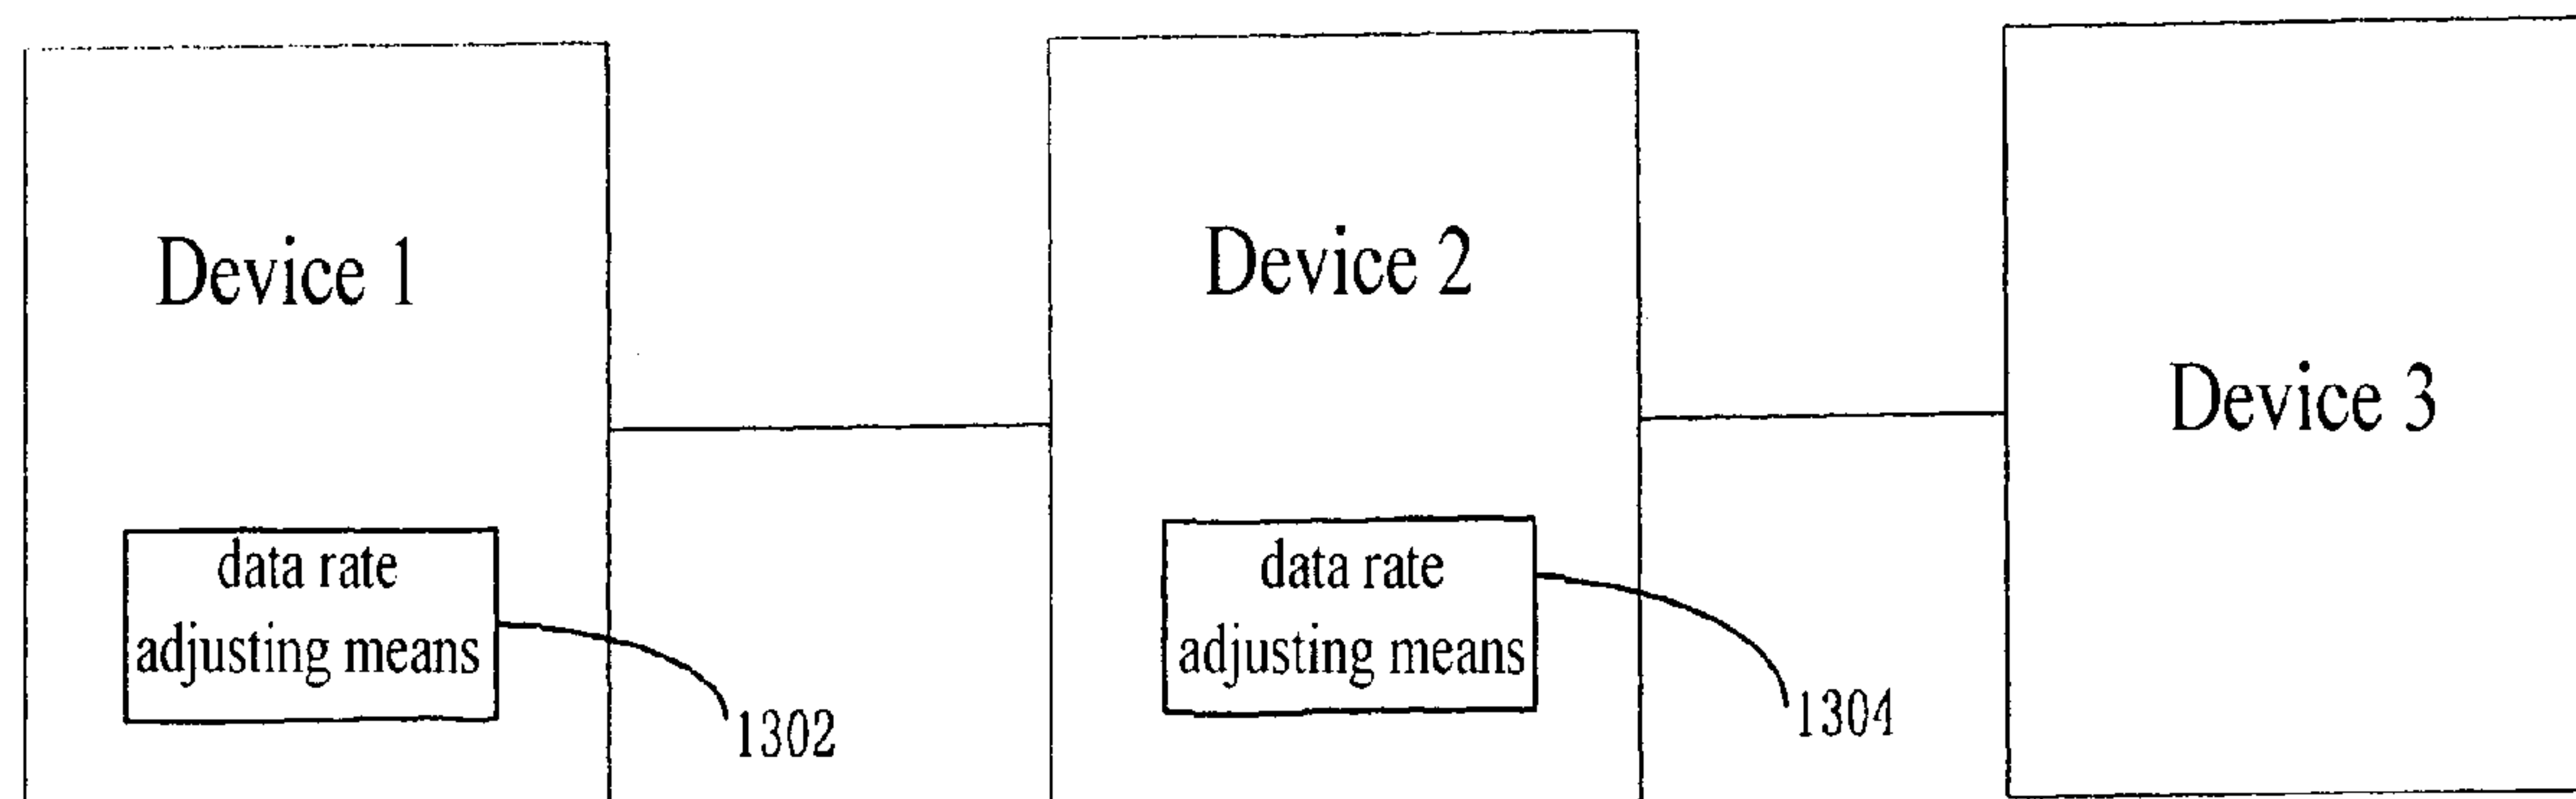 Device 1
data rate
adjusting means
1302
Device 2
data rate
adjusting means
1304
Device 3